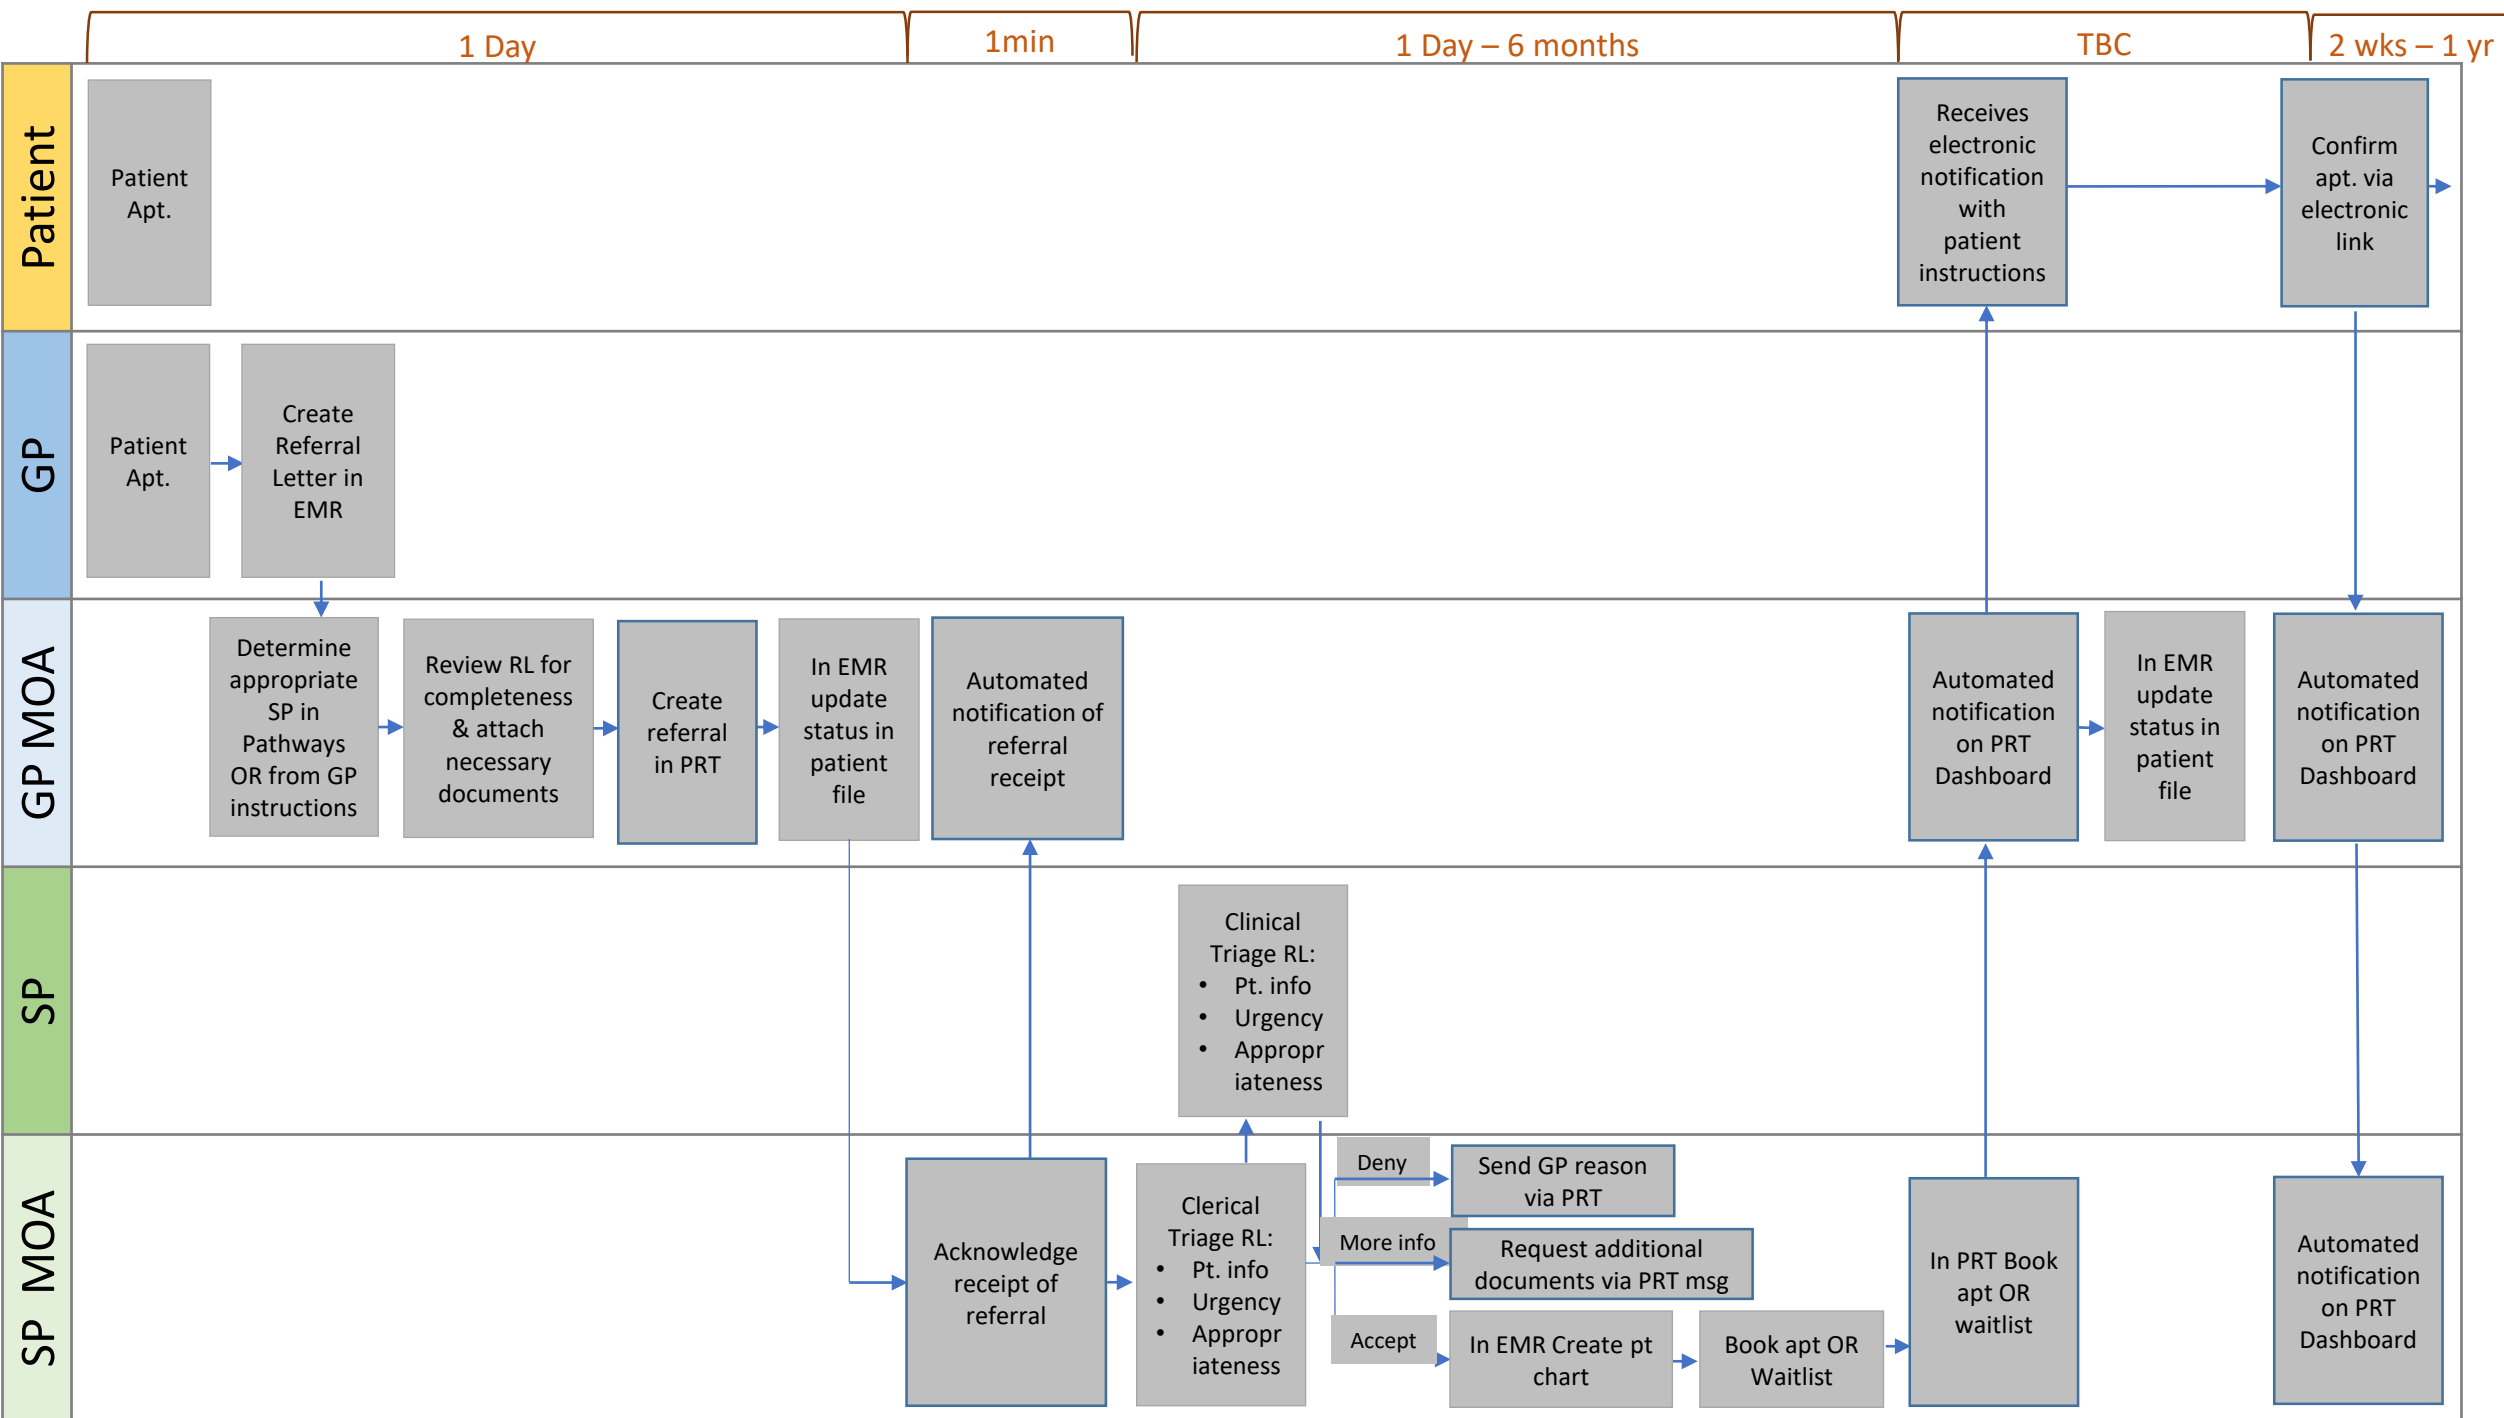 1 Day
1min
1 Day – 6 months
TBC
2 wks – 1 yr
Patient
Patient
Apt.
Receives
electronic
notification
with
patient
instructions
Confirm
apt. via
electronic
link
GP
Patient
Apt.
Create
Referral
Letter in
EMR
GP MOA
Determine
appropriate
SP in
Pathways
OR from GP
instructions
Review RL for
completeness
& attach
necessary
documents
Create
referral
in PRT
In EMR
update
status in
patient
file
Automated
notification of
referral
receipt
Automated
notification
on PRT
Dashboard
In EMR
update
status in
patient
file
Automated
notification
on PRT
Dashboard
SP
Clinical
Triage RL:
• Pt. info
• Urgency
• Appropr
iateness
SP MOA
Acknowledge
receipt of
referral
Clerical
Triage RL:
• Pt. info
• Urgency
• Appropr
iateness
Deny
Send GP reason
via PRT
More info
Request additional
documents via PRT msg
Accept
In EMR Create pt
chart
Book apt OR
Waitlist
In PRT Book
apt OR
waitlist
Automated
notification
on PRT
Dashboard